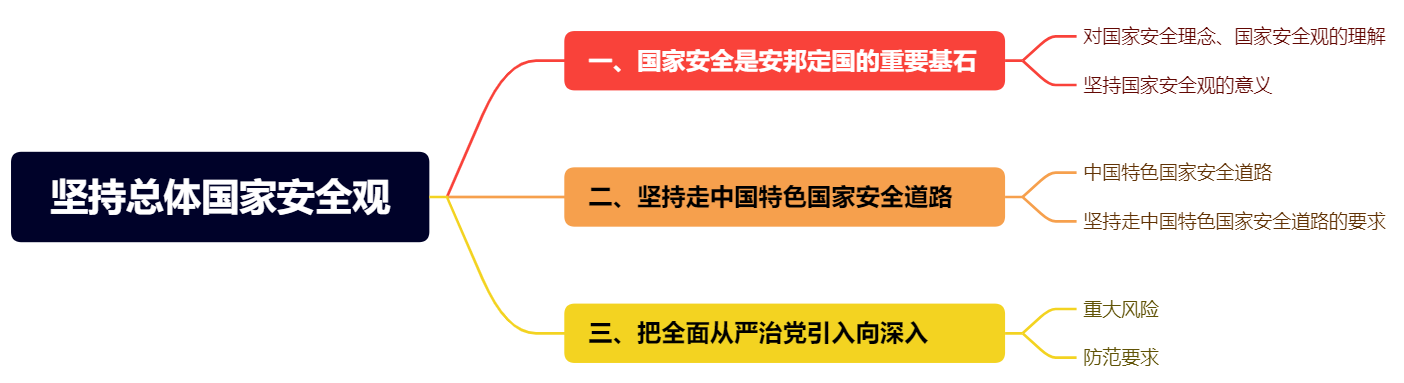 坚持总体国家安全观
一、国家安全是安邦定国的重要基石
对国家安全理念、国家安全观的理解
坚持国家安全观的意义
二、坚持走中国特色国家安全道路
中国特色国家安全道路
坚持走中国特色国家安全道路的要求
三、把全面从严治党引入向深入
重大风险
防范要求